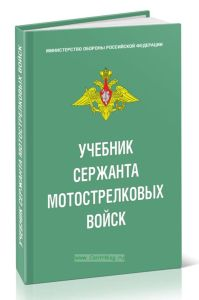 МИНИСТЕРСТВО ОБОРОНЫ РОССИЙСКОЙ ФЕДЕРАЦИИ
УЧЕБНИК
СЕРЖАНТА
МОТОСТРЕЛКОВЫХ
ВОЙСК
УЧЕБНИК СЕРЖАНТА МОТОСТРЕЛКОВЫХ ВОЙСК